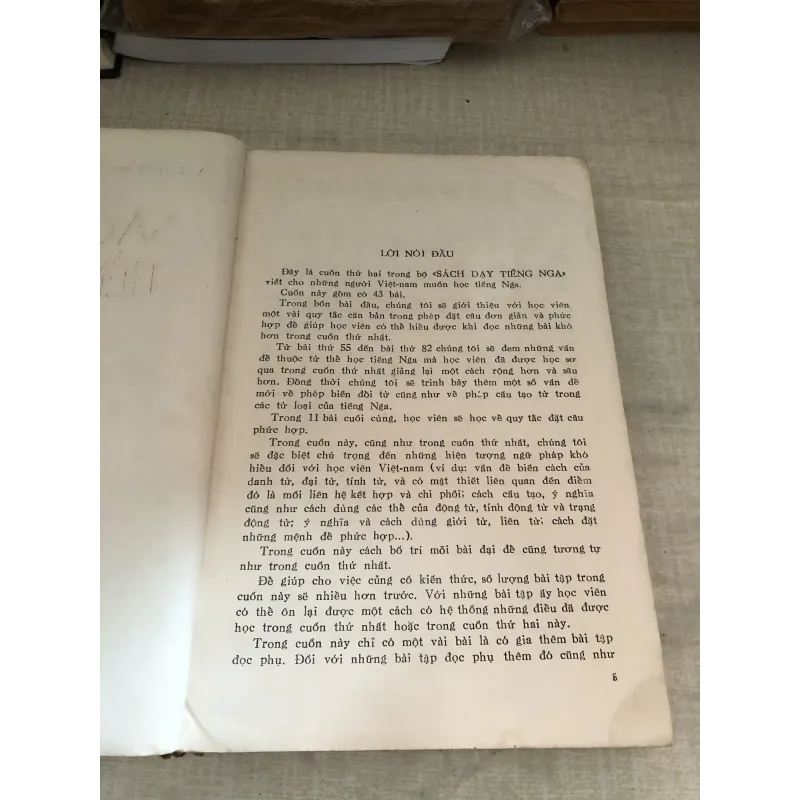 LỜI NÓI ĐẦU
Đây là cuốn thứ hai trong bộ «SÁCH DẠY TIẾNG NGA»
viết cho những người Việt-nam muốn học tiếng Nga.
Cuốn này gồm có 43 bài.
Trong bốn bài đầu, chúng tôi sẽ giới thiệu với học viên
một vài quy tắc căn bản trong phép đặt câu đơn giản và phức
hợp để giúp học viên có thể hiểu được khi đọc những bài khó
hơn trong cuốn thứ nhất.
Từ bài thứ 55 đến bài thứ 82 chúng tôi sẽ đem những vấn
đề thuộc từ thể học tiếng Nga mà học viên đã được học sơ
qua trong cuốn thứ nhất giảng lại một cách rộng hơn và sâu
hơn. Đồng thời chúng tôi sẽ trình bày thêm một số vấn đề
mới về phép biến đổi từ cũng như về phép cấu tạo từ trong
các từ loại của tiếng Nga.
Trong 11 bài cuối cùng, học viên sẽ học về quy tắc đặt câu
phức hợp.
Trong cuốn này, cũng như trong cuốn thứ nhất, chúng tôi
sẽ đặc biệt chú trọng đến những hiện tượng ngữ pháp khó
hiểu đối với học viên Việt-nam (ví dụ: vấn đề biến cách của
danh từ, đại từ, tính từ, và có mật thiết liên quan đến điểm
đó là mối liên hệ kết hợp và chi phối; cách cấu tạo, ý nghĩa
cũng như cách dùng các thể của động từ, tính động từ và trạng
động từ; ý nghĩa và cách dùng giới từ, liên từ; cách đặt
những mệnh đề phức hợp...).
Trong cuốn này cách bố trí mỗi bài đại để cũng tương tự
như trong cuốn thứ nhất.
Để giúp cho việc củng cố kiến thức, số lượng bài tập trong
cuốn này sẽ nhiều hơn trước. Với những bài tập ấy học viên
có thể ôn lại được một cách có hệ thống những điều đã được
học trong cuốn thứ nhất hoặc trong cuốn thứ hai này.
Trong cuốn này chỉ có một vài bài là có gia thêm bài tập
đọc phụ. Đối với những bài tập đọc phụ thêm đó cũng như
5